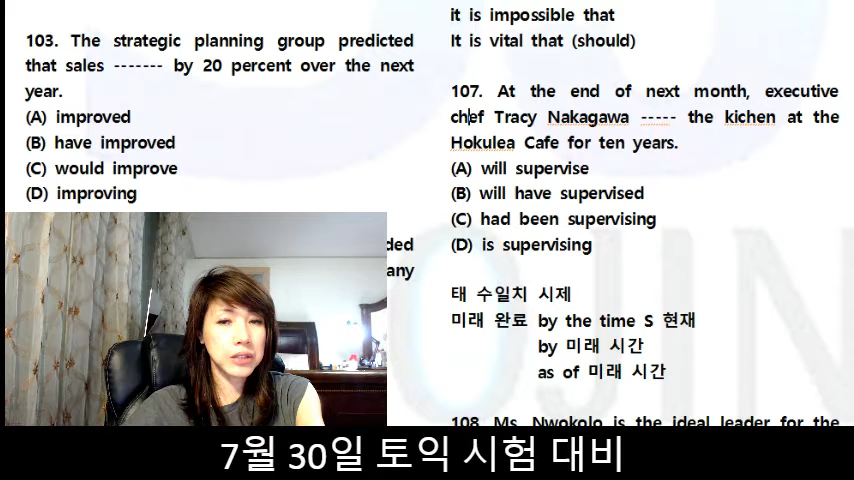 103. The strategic planning group predicted
that sales ------- by 20 percent over the next
year.
(A) improved
(B) have improved
(C) would improve
(D) improving
ded
any
it is impossible that
It is vital that (should)
107. At the end of next month, executive
chef Tracy Nakagawa ----- the kichen at the
Hokulea Cafe for ten years.
(A) will supervise
(B) will have supervised
(C) had been supervising
(D) is supervising
태 수일치 시제
미래 완료 by the time S 현재
by 미래 시간
as of 미래 시간
108. Ms. Nwokolo is the ideal leader for the
7월 30일 토익 시험 대비